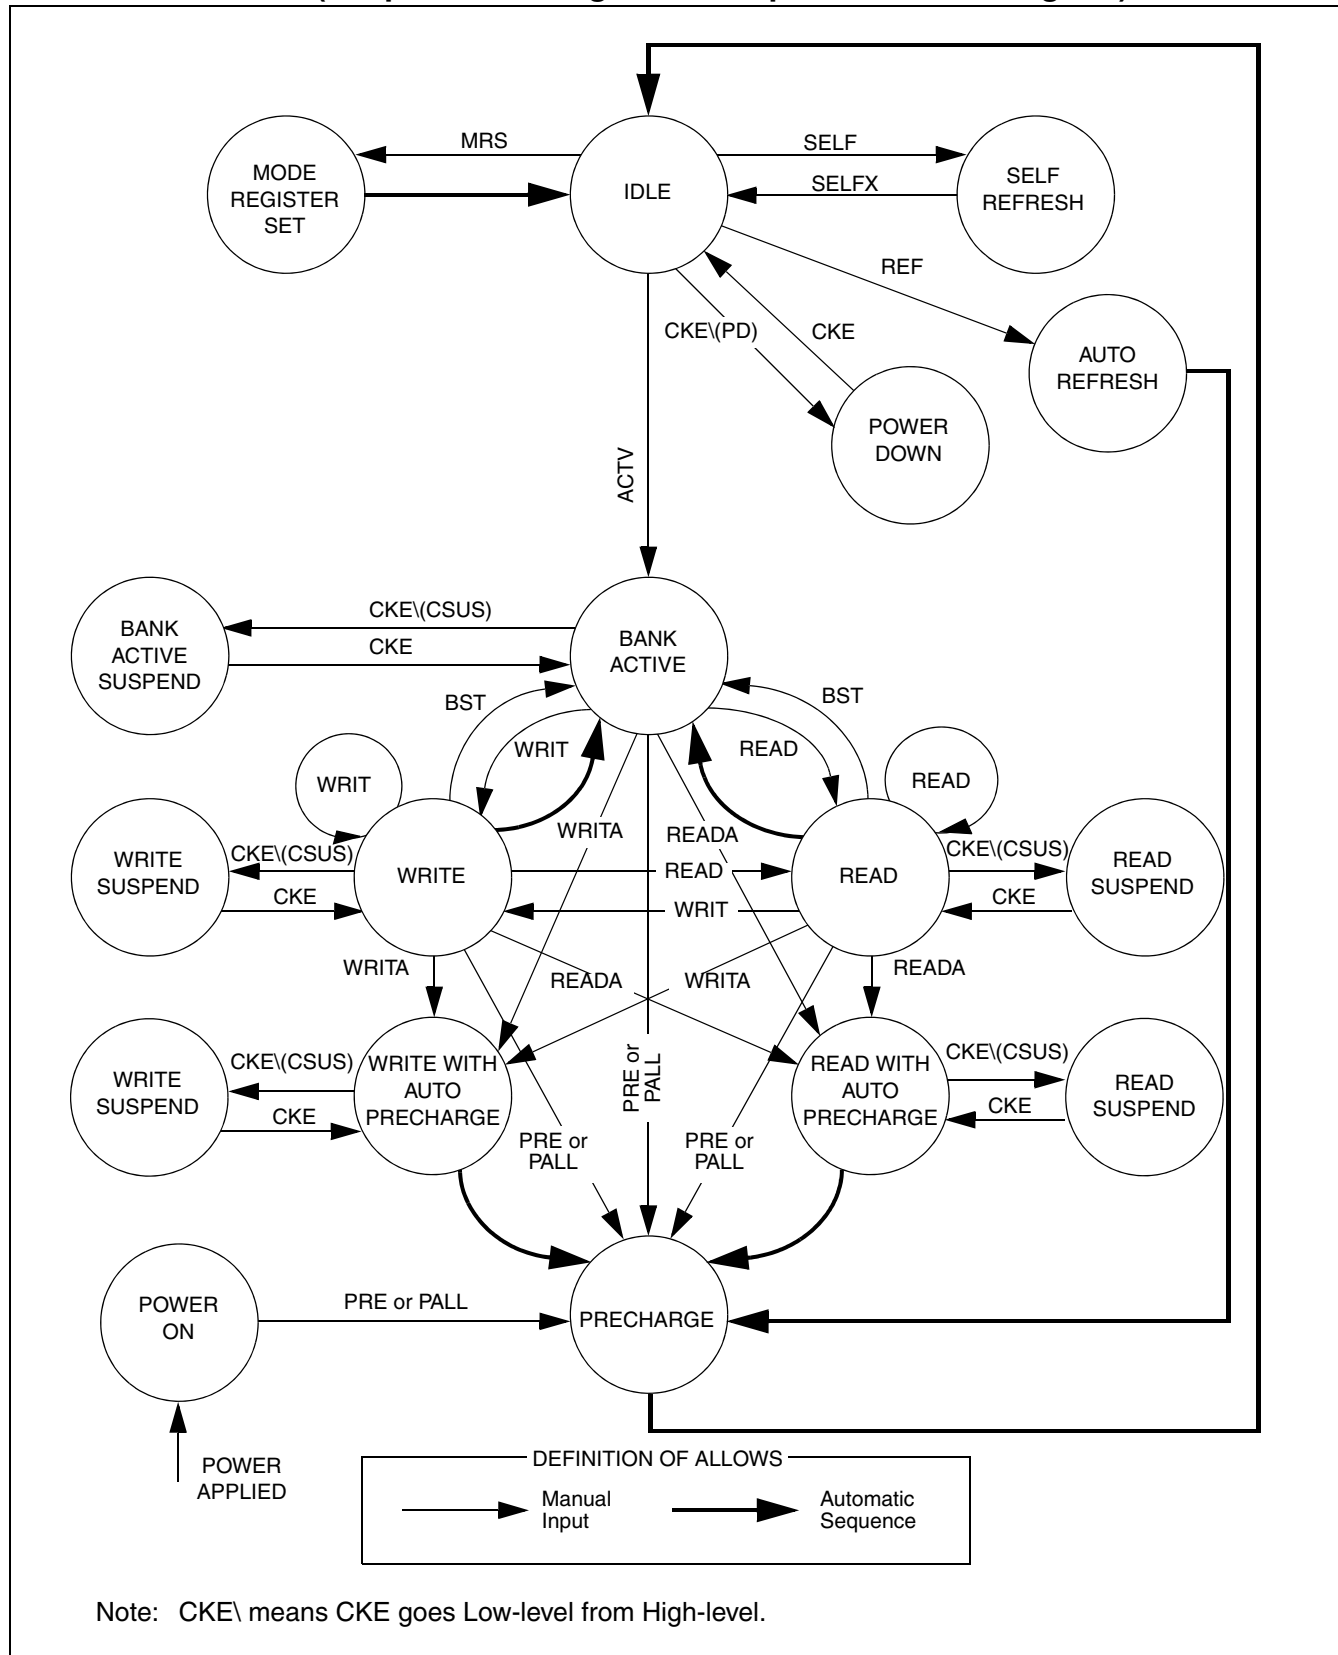 MRS
SELF
MODE
REGISTER
SET
IDLE
SELFX
SELF
REFRESH
REF
CKE\(PD)
CKE
AUTO
REFRESH
POWER
DOWN
ACTV
BANK
ACTIVE
SUSPEND
CKE\(CSUS)
CKE
BANK
ACTIVE
BST
BST
WRIT
READ
WRIT
READ
WRITA
READA
WRITE
SUSPEND
CKE\(CSUS)
CKE
WRITE
READ
WRIT
READ
CKE\(CSUS)
CKE
READ
SUSPEND
WRITA
READA
WRITA
READA
WRITE
SUSPEND
CKE\(CSUS)
CKE
WRITE WITH
AUTO
PRECHARGE
PRE or
PALL
READ WITH
AUTO
PRECHARGE
CKE\(CSUS)
CKE
READ
SUSPEND
PRE or
PALL
PRE or
PALL
POWER
ON
PRE or PALL
PRECHARGE
POWER
APPLIED
DEFINITION OF ALLOWS
Manual
Input
Automatic
Sequence
Note: CKE\ means CKE goes Low-level from High-level.